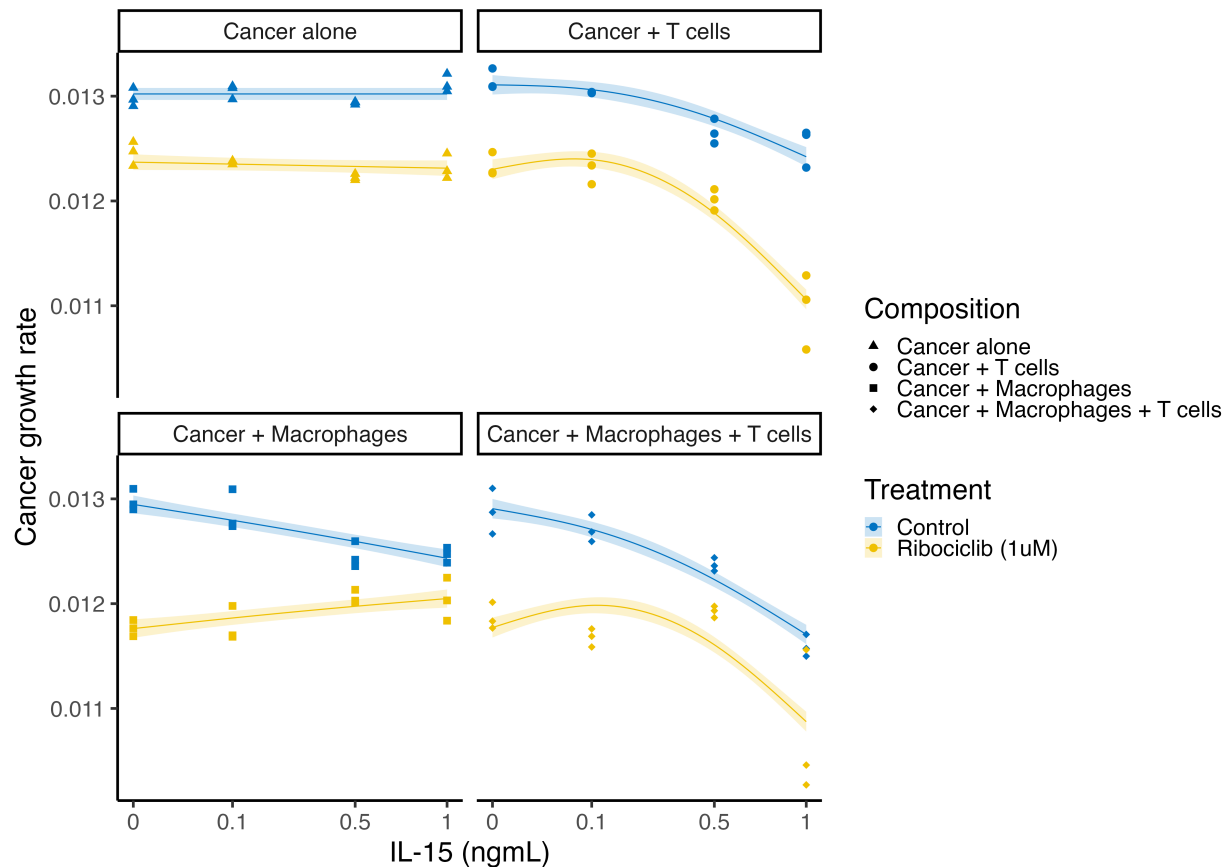 Cancer alone
Cancer + T cells
0.013
0.012
0.011
Cancer growth rate
Cancer + Macrophages
Cancer + Macrophages + T cells
0.013
0.012
0.011
0 0.1 0.5 1
0 0.1 0.5 1
IL-15 (ngmL)
Composition
Cancer alone
Cancer + T cells
Cancer + Macrophages
Cancer + Macrophages + T cells
Treatment
Control
Ribociclib (1uM)